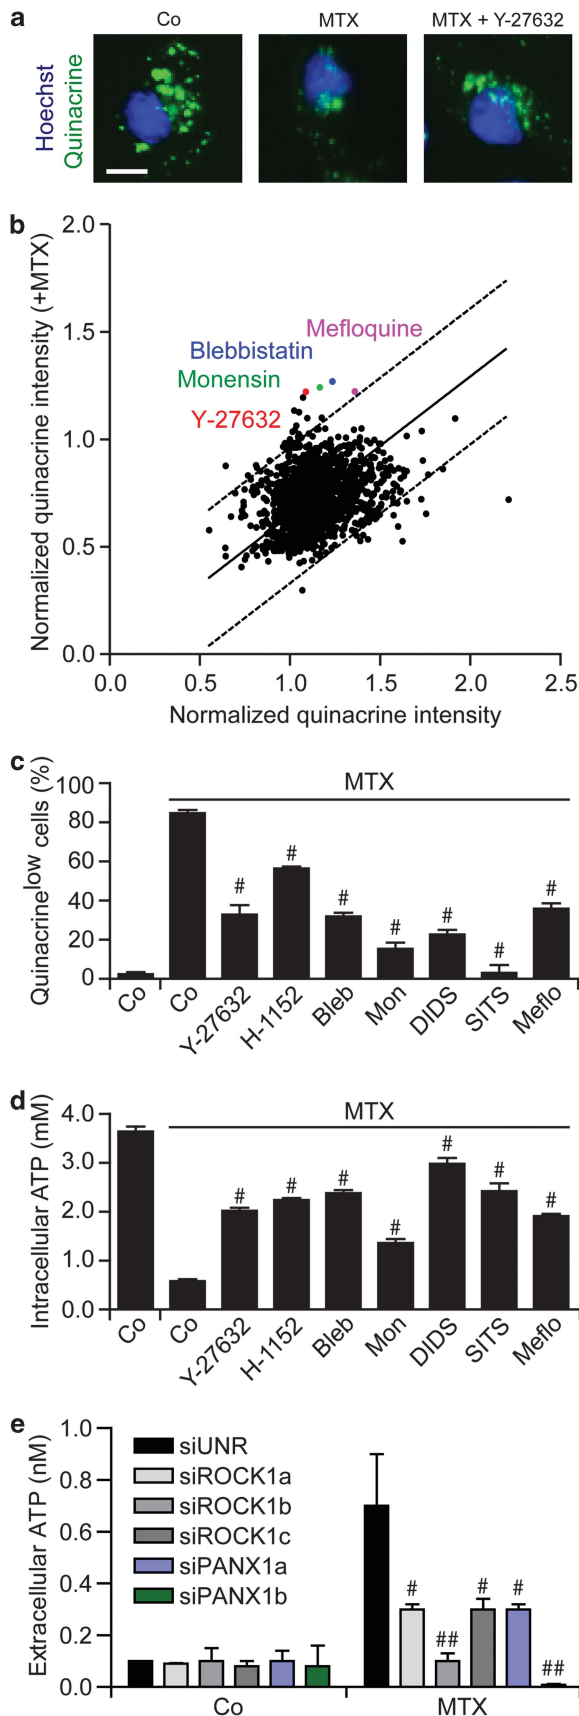 a
Co MTX MTX + Y-27632
Hoechst
Quinacrine
b
Normalized quinacrine intensity (+MTX)
2.0
1.5
1.0
0.5
0.0
Mefloquine
Blebbistatin
Monensin
Y-27632
0.0 0.5 1.0 1.5 2.0 2.5
Normalized quinacrine intensity
c
Quinacrinelow cells (%)
100
80
60
40
20
0
MTX
# # # # # # #
Co Co Y-27632 H-1152 Bleb Mon DIDS SITS Meflo
d
Intracellular ATP (mM)
4.0
3.0
2.0
1.0
0.0
MTX
# # # # # # #
Co Co Y-27632 H-1152 Bleb Mon DIDS SITS Meflo
e
Extracellular ATP (nM)
1.0
0.8
0.6
0.4
0.2
0.0
siUNR
siROCK1a
siROCK1b
siROCK1c
siPANX1a
siPANX1b
# ## # # ##
Co MTX